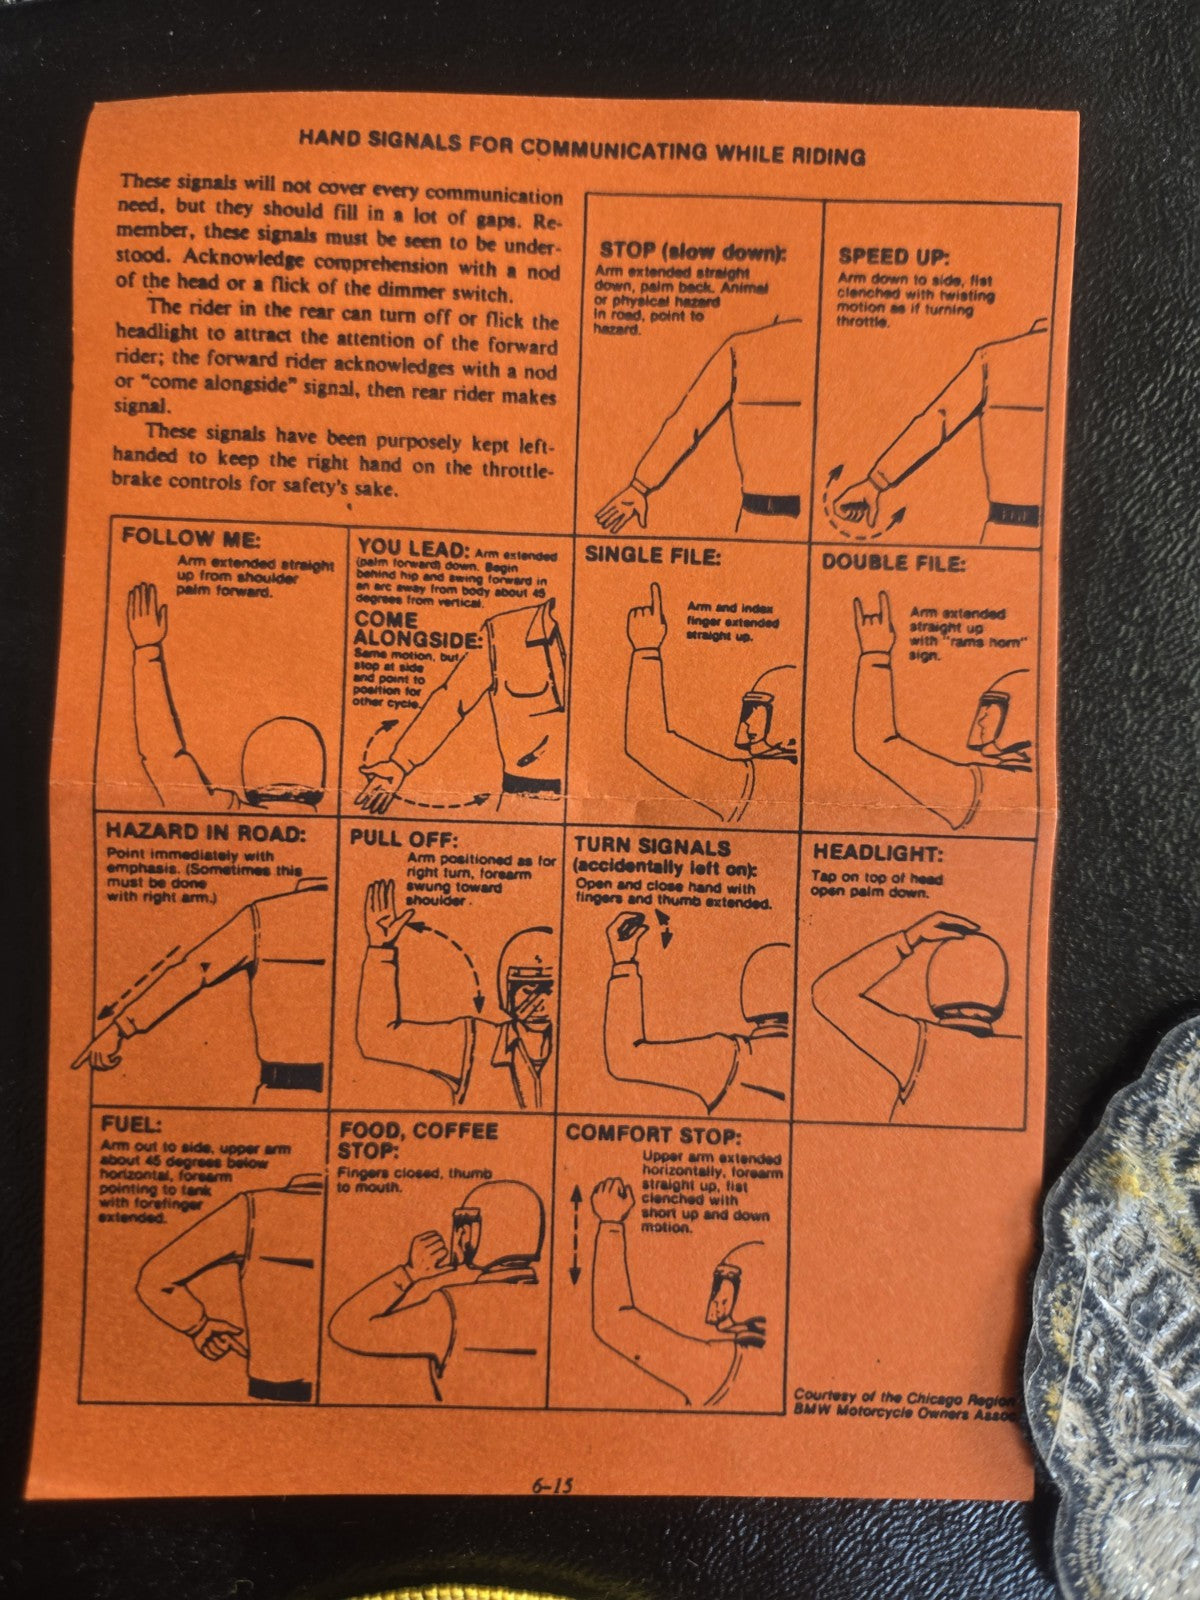 HAND SIGNALS FOR COMMUNICATING WHILE RIDING
These signals will not cover every communication
need, but they should fill in a lot of gaps. Re-
member, these signals must be seen to be under-
stood. Acknowledge comprehension with a nod
of the head or a flick of the dimmer switch.
The rider in the rear can turn off or flick the
headlight to attract the attention of the forward
rider; the forward rider acknowledges with a nod
or "come alongside" signal, then rear rider makes
signal.
These signals have been purposely kept left-
handed to keep the right hand on the throttle-
brake controls for safety's sake.
STOP (slow down):
Arm extended straight
down, palm back. Animal
or physical hazard
in road, point to
hazard.
SPEED UP:
Arm down to side, fist
clenched with twisting
motion as if turning
throttle.
FOLLOW ME:
Arm extended straight
up from shoulder
palm forward.
YOU LEAD: Arm extended
(palm forward) down. Begin
behind hip and swing forward in
an arc away from body about 45
degrees from vertical.
COME
ALONGSIDE:
Same motion, but
stop at side
and point to
position for
other cycle.
SINGLE FILE:
Arm and index
finger extended
straight up.
DOUBLE FILE:
Arm extended
straight up
with "rams horn"
sign.
HAZARD IN ROAD:
Point immediately with
emphasis. (Sometimes this
must be done
with right arm.)
PULL OFF:
Arm positioned as for
right turn, forearm
swung toward
shoulder.
TURN SIGNALS
(accidentally left on):
Open and close hand with
fingers and thumb extended.
HEADLIGHT:
Tap on top of head
open palm down.
FUEL:
Arm out to side, upper arm
about 45 degrees below
horizontal, forearm
pointing to tank
with forefinger
extended.
FOOD, COFFEE
STOP:
Fingers closed, thumb
to mouth.
COMFORT STOP:
Upper arm extended
horizontally, forearm
straight up, fist
clenched with
short up and down
motion.
Courtesy of the Chicago Region
BMW Motorcycle Owners Assoc
6-15